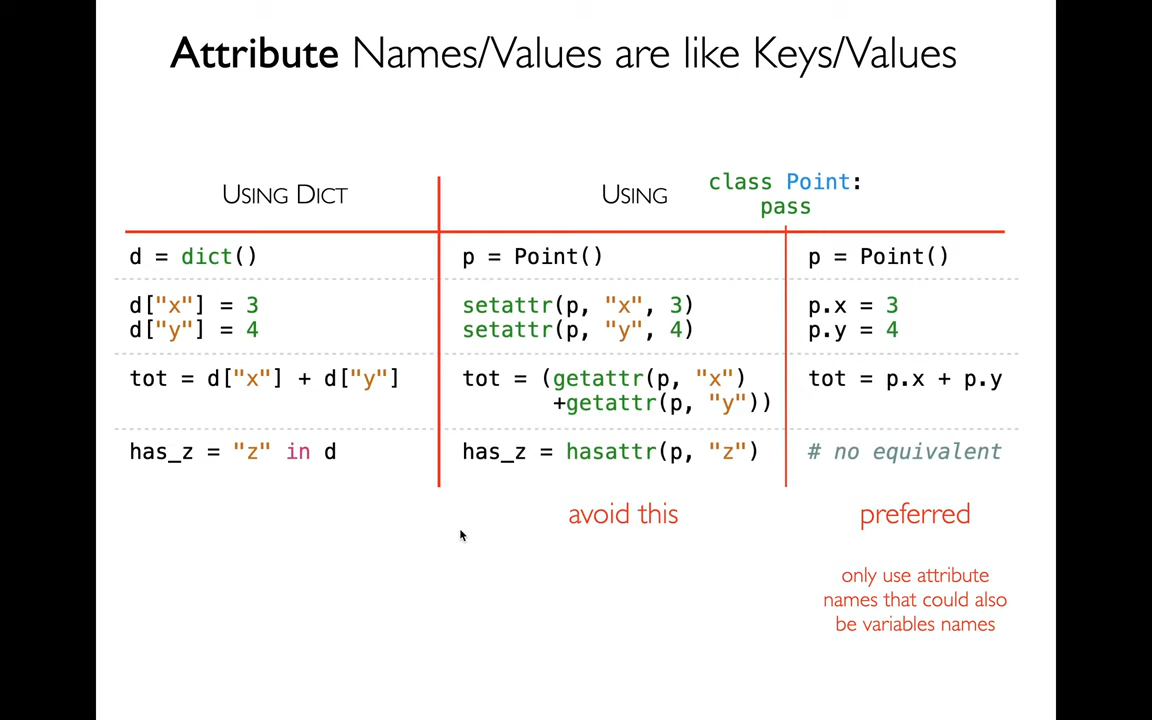 Attribute Names/Values are like Keys/Values
USING DICT
USING
class Point:
pass
d = dict()
p = Point()
p = Point()
d["x"] = 3
d["y"] = 4
setattr(p, "x", 3)
setattr(p, "y", 4)
p.x = 3
p.y = 4
tot = d["x"] + d["y"]
tot = (getattr(p, "x")
+getattr(p, "y"))
tot = p.x + p.y
has_z = "z" in d
has_z = hasattr(p, "z")
# no equivalent
avoid this
preferred
only use attribute
names that could also
be variables names